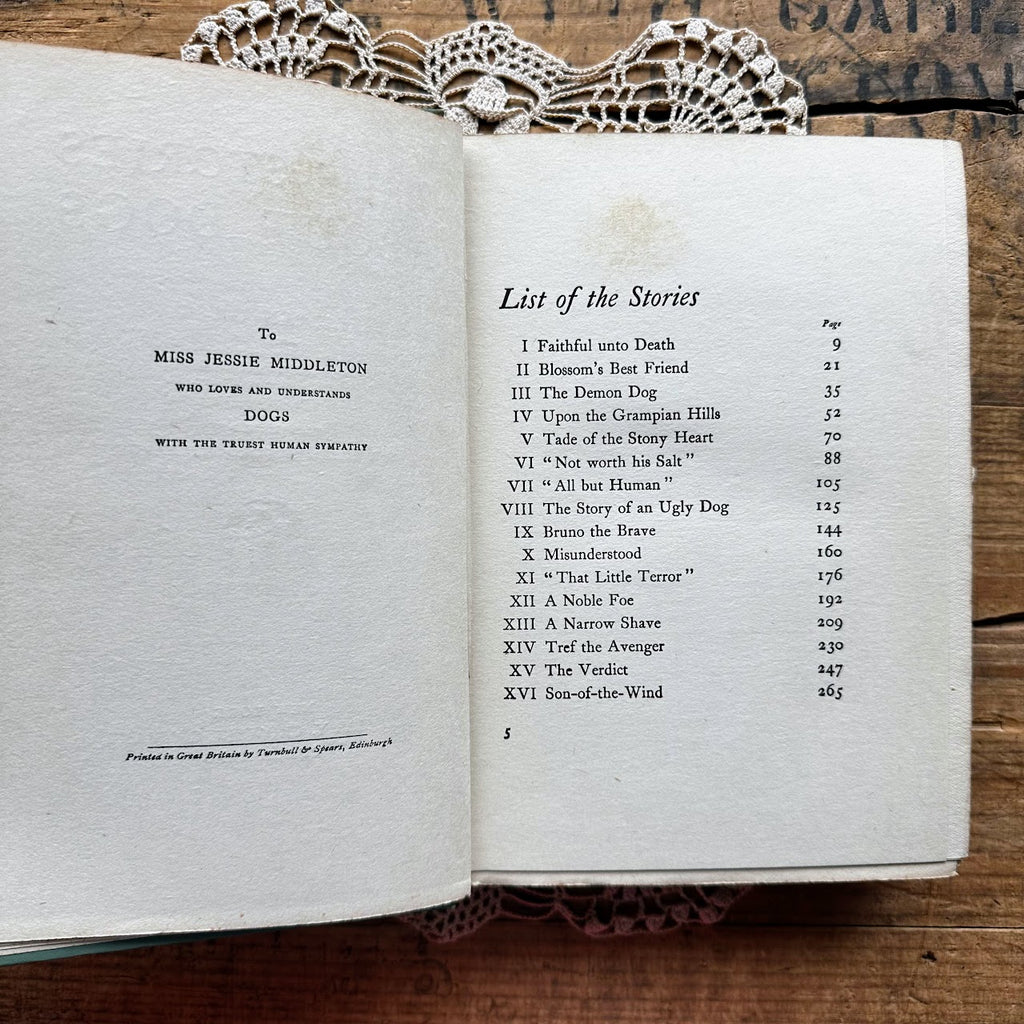 To
MISS JESSIE MIDDLETON
WHO LOVES AND UNDERSTANDS
DOGS
WITH THE TRUEST HUMAN SYMPATHY
Printed in Great Britain by Turnbull & Spears, Edinburgh
List of the Stories
Page
I Faithful unto Death 9
II Blossom's Best Friend 21
III The Demon Dog 35
IV Upon the Grampian Hills 52
V Tade of the Stony Heart 70
VI “Not worth his Salt” 88
VII “All but Human” 105
VIII The Story of an Ugly Dog 125
IX Bruno the Brave 144
X Misunderstood 160
XI “That Little Terror” 176
XII A Noble Foe 192
XIII A Narrow Shave 209
XIV Tref the Avenger 230
XV The Verdict 247
XVI Son-of-the-Wind 265
5